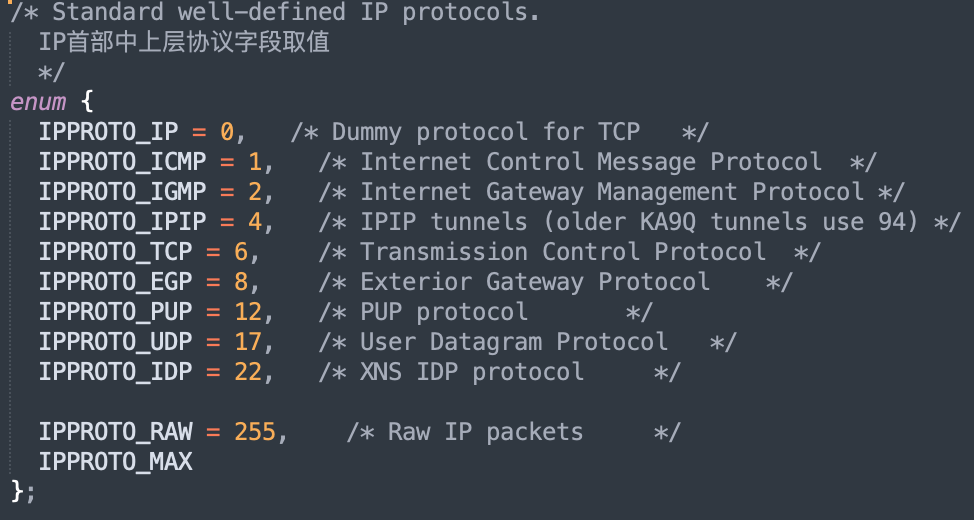 /* Standard well-defined IP protocols.
IP首部中上层协议字段取值
*/
enum {
IPPROTO_IP = 0, /* Dummy protocol for TCP */
IPPROTO_ICMP = 1, /* Internet Control Message Protocol */
IPPROTO_IGMP = 2, /* Internet Gateway Management Protocol */
IPPROTO_IPIP = 4, /* IPIP tunnels (older KA9Q tunnels use 94) */
IPPROTO_TCP = 6, /* Transmission Control Protocol */
IPPROTO_EGP = 8, /* Exterior Gateway Protocol */
IPPROTO_PUP = 12, /* PUP protocol */
IPPROTO_UDP = 17, /* User Datagram Protocol */
IPPROTO_IDP = 22, /* XNS IDP protocol */
IPPROTO_RAW = 255, /* Raw IP packets */
IPPROTO_MAX
};